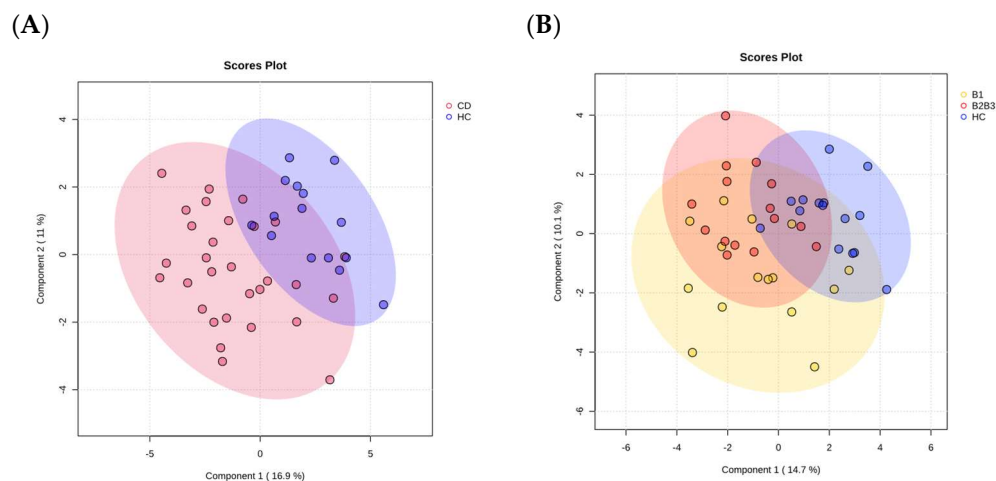 (A)
Scores Plot
CD
HC
4
2
0
-2
-4
Component 2 ( 11 %)
-5
0
5
Component 1 ( 16.9 %)
(B)
Scores Plot
B1
B2B3
HC
4
2
0
-2
-4
-6
Component 2 ( 10.1 %)
-6
-4
-2
0
2
4
6
Component 1 ( 14.7 %)